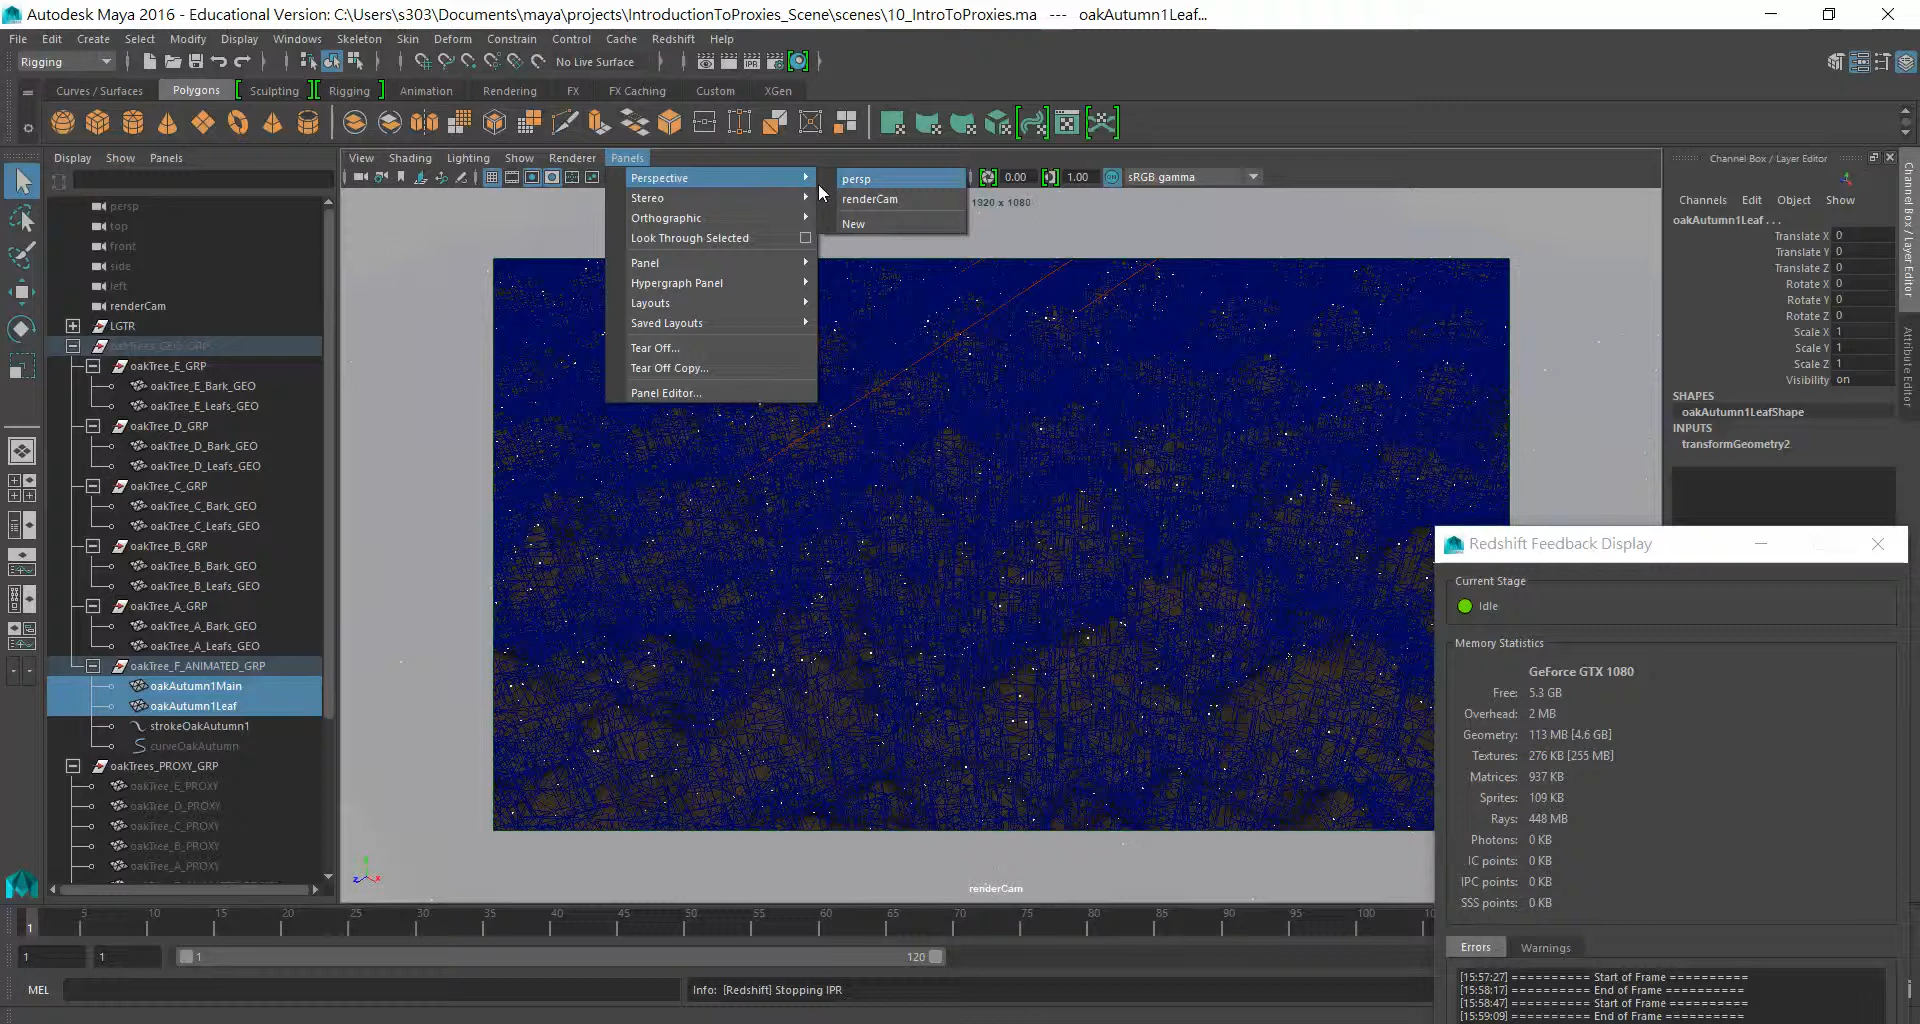 Autodesk Maya 2016 - Educational Version: C:\Users\s303\Documents\maya\projects\IntroductionToProxies_Scene\scenes\10_IntroToProxies.ma   ---   oakAutumn1Leaf...
File Edit Create Select Modify Display Windows Skeleton Skin Deform Constrain Control Cache Redshift Help
Rigging
No Live Surface
IPR
Curves / Surfaces Polygons Sculpting Rigging Animation Rendering FX FX Caching Custom XGen
Display Show Panels
View Shading Lighting Show Renderer Panels
0.00 1.00 ON sRGB gamma
Perspective
Stereo
Orthographic
Look Through Selected
Panel
Hypergraph Panel
Layouts
Saved Layouts
Tear Off...
Tear Off Copy...
Panel Editor...
persp
renderCam
New
1920 x 1080
persp
top
front
side
left
renderCam
LGTR
oakTrees_GEO_GRP
oakTree_E_GRP
oakTree_E_Bark_GEO
oakTree_E_Leafs_GEO
oakTree_D_GRP
oakTree_D_Bark_GEO
oakTree_D_Leafs_GEO
oakTree_C_GRP
oakTree_C_Bark_GEO
oakTree_C_Leafs_GEO
oakTree_B_GRP
oakTree_B_Bark_GEO
oakTree_B_Leafs_GEO
oakTree_A_GRP
oakTree_A_Bark_GEO
oakTree_A_Leafs_GEO
oakTree_F_ANIMATED_GRP
oakAutumn1Main
oakAutumn1Leaf
strokeOakAutumn1
curveOakAutumn
oakTrees_PROXY_GRP
oakTree_E_PROXY
oakTree_D_PROXY
oakTree_C_PROXY
oakTree_B_PROXY
oakTree_A_PROXY
renderCam
Channel Box / Layer Editor
Channels Edit Object Show
oakAutumn1Leaf . . .
Translate X 0
Translate Y 0
Translate Z 0
Rotate X 0
Rotate Y 0
Rotate Z 0
Scale X 1
Scale Y 1
Scale Z 1
Visibility on
SHAPES
oakAutumn1LeafShape
INPUTS
transformGeometry2
Channel Box / Layer Editor
Attribute Editor
Redshift Feedback Display
Current Stage
Idle
Memory Statistics
GeForce GTX 1080
Free: 5.3 GB
Overhead: 2 MB
Geometry: 113 MB [4.6 GB]
Textures: 276 KB [255 MB]
Matrices: 937 KB
Sprites: 109 KB
Rays: 448 MB
Photons: 0 KB
IC points: 0 KB
IPC points: 0 KB
SSS points: 0 KB
Errors Warnings
[15:57:27] ========== Start of Frame ==========
[15:58:17] ========== End of Frame ==========
[15:58:47] ========== Start of Frame ==========
[15:59:09] ========== End of Frame ==========
5 10 15 20 25 30 35 40 45 50 55 60 65 70 75 80 85 90 95 100 10
1
1 1 1 120
MEL
Info: [Redshift] Stopping IPR